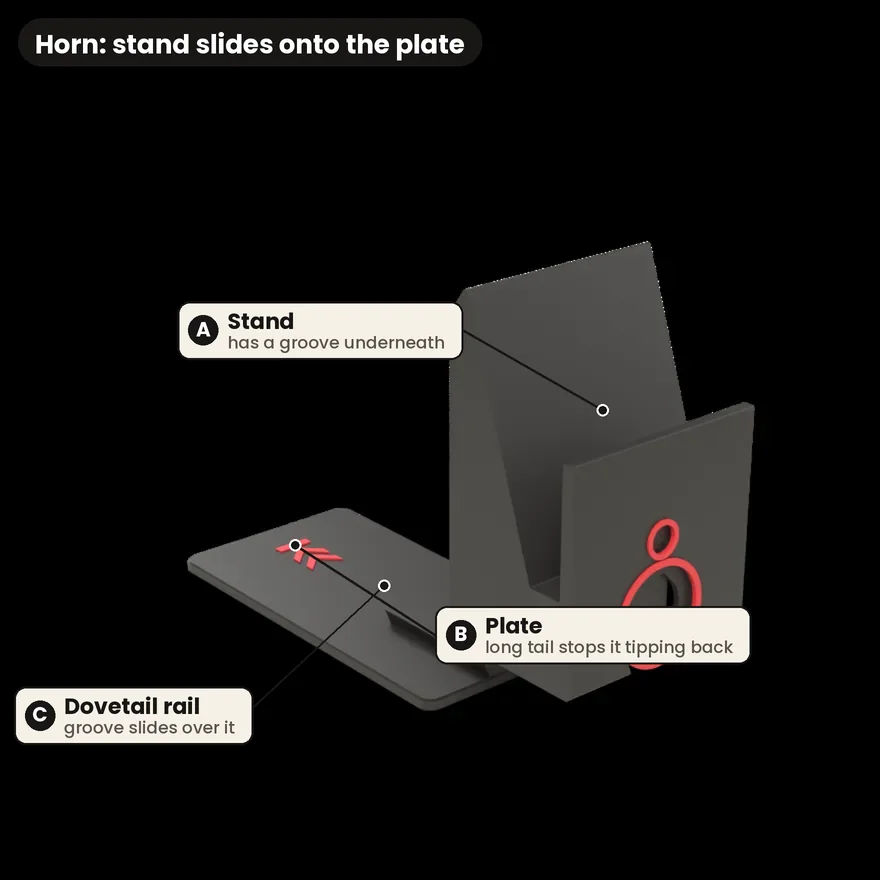 Horn: stand slides onto the plate
A
Stand
has a groove underneath
B
Plate
long tail stops it tipping back
C
Dovetail rail
groove slides over it